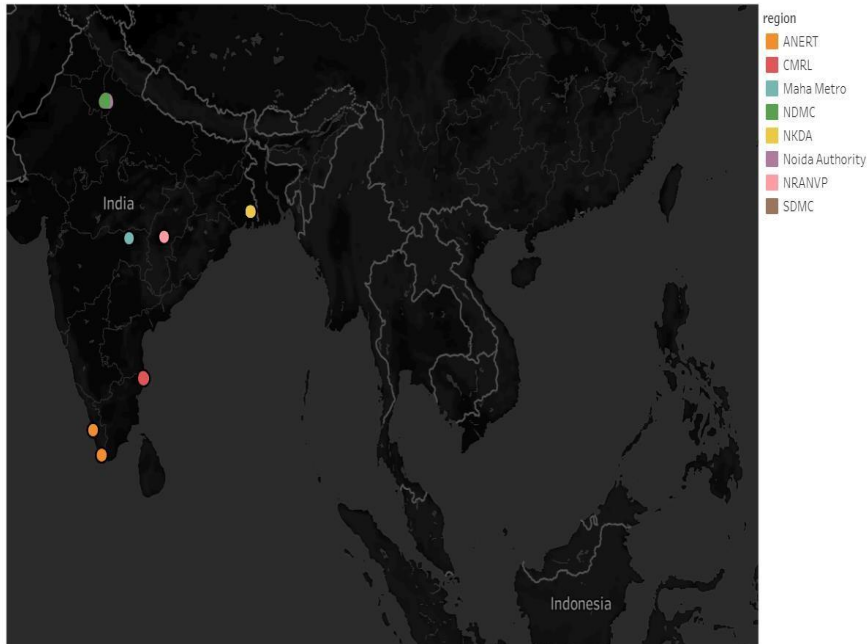 region
ANERT
CMRL
Maha Metro
NDMC
NKDA
Noida Authority
NRANVP
SDMC
India
Indonesia